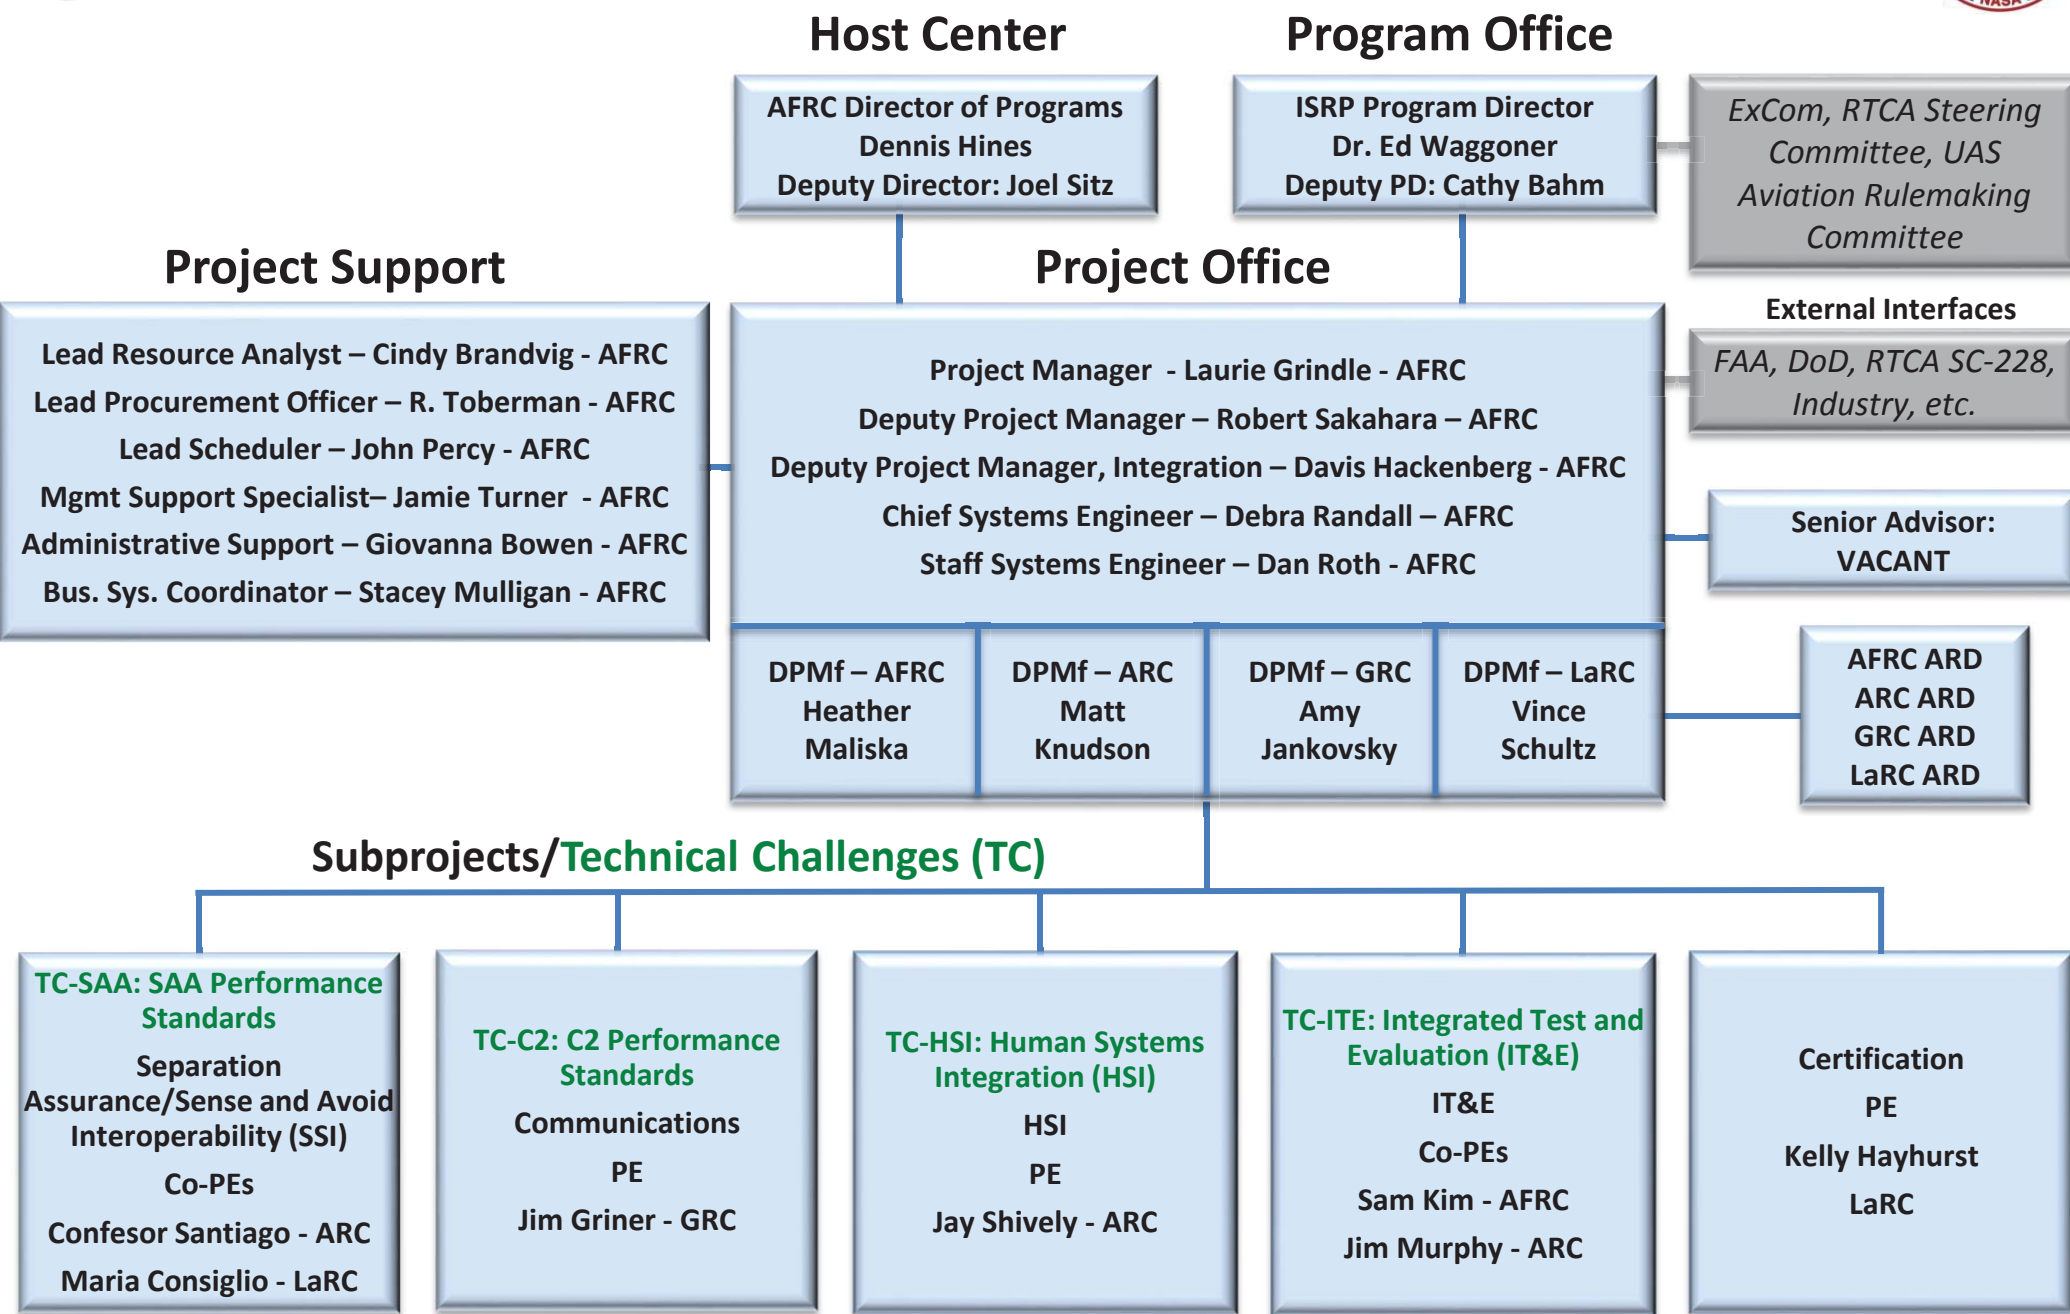 NASA
Host Center
Program Office
AFRC Director of Programs
Dennis Hines
Deputy Director: Joel Sitz
ISRP Program Director
Dr. Ed Waggoner
Deputy PD: Cathy Bahm
ExCom, RTCA Steering
Committee, UAS
Aviation Rulemaking
Committee
Project Support
Project Office
External Interfaces
Lead Resource Analyst – Cindy Brandvig - AFRC
Lead Procurement Officer – R. Toberman - AFRC
Lead Scheduler – John Percy - AFRC
Mgmt Support Specialist– Jamie Turner - AFRC
Administrative Support – Giovanna Bowen - AFRC
Bus. Sys. Coordinator – Stacey Mulligan - AFRC
Project Manager - Laurie Grindle - AFRC
Deputy Project Manager – Robert Sakahara – AFRC
Deputy Project Manager, Integration – Davis Hackenberg - AFRC
Chief Systems Engineer – Debra Randall – AFRC
Staff Systems Engineer – Dan Roth - AFRC
FAA, DoD, RTCA SC-228,
Industry, etc.
Senior Advisor:
VACANT
DPMf – AFRC
Heather
Maliska
DPMf – ARC
Matt
Knudson
DPMf – GRC
Amy
Jankovsky
DPMf – LaRC
Vince
Schultz
AFRC ARD
ARC ARD
GRC ARD
LaRC ARD
Subprojects/Technical Challenges (TC)
TC-SAA: SAA Performance
Standards
Separation
Assurance/Sense and Avoid
Interoperability (SSI)
Co-PEs
Confesor Santiago - ARC
Maria Consiglio - LaRC
TC-C2: C2 Performance
Standards
Communications
PE
Jim Griner - GRC
TC-HSI: Human Systems
Integration (HSI)
HSI
PE
Jay Shively - ARC
TC-ITE: Integrated Test and
Evaluation (IT&E)
IT&E
Co-PEs
Sam Kim - AFRC
Jim Murphy - ARC
Certification
PE
Kelly Hayhurst
LaRC